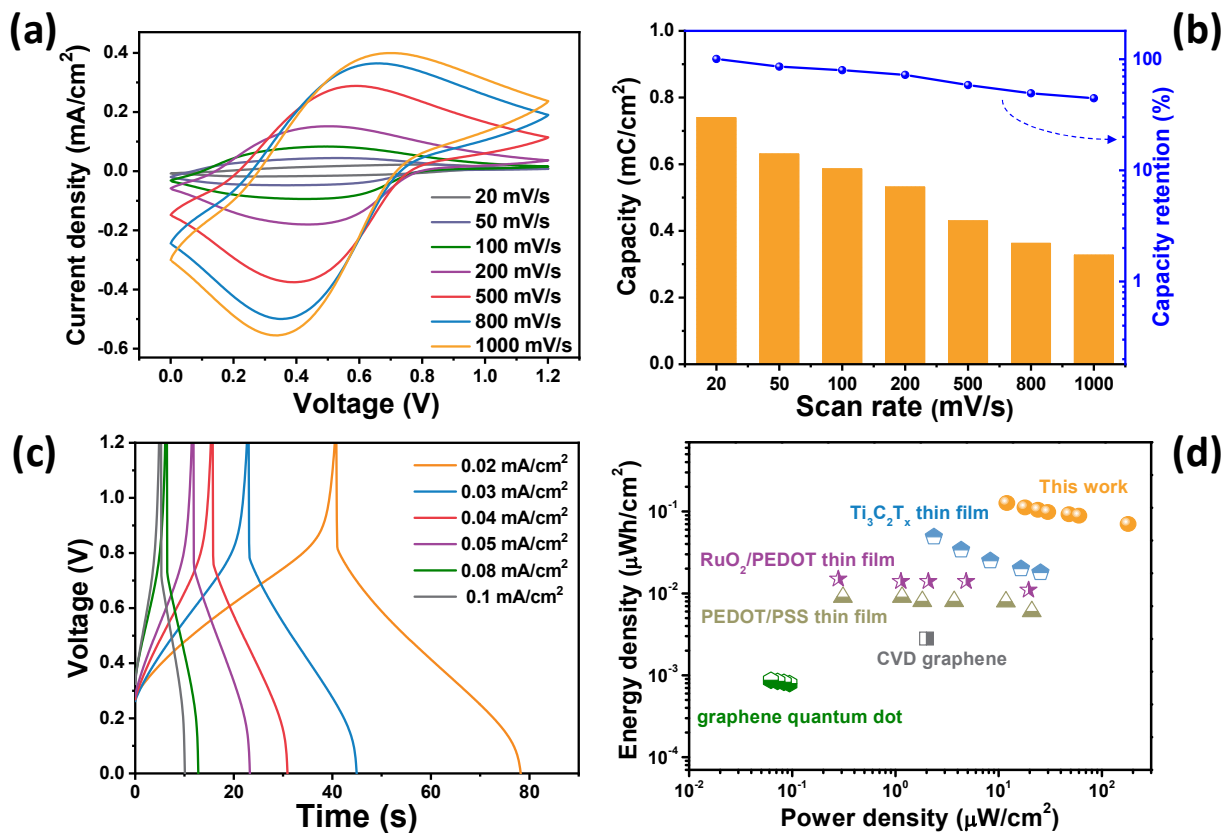 (a)
Current density (mA/cm²)
0.4
0.2
0.0
-0.2
-0.4
-0.6
20 mV/s
50 mV/s
100 mV/s
200 mV/s
500 mV/s
800 mV/s
1000 mV/s
0.0 0.2 0.4 0.6 0.8 1.0 1.2
Voltage (V)
(b)
Capacity (mC/cm²)
1.0
0.8
0.6
0.4
0.2
0.0
100
10
1
Capacity retention (%)
20 50 100 200 500 800 1000
Scan rate (mV/s)
(c)
Voltage (V)
1.2
1.0
0.8
0.6
0.4
0.2
0.0
0.02 mA/cm²
0.03 mA/cm²
0.04 mA/cm²
0.05 mA/cm²
0.08 mA/cm²
0.1 mA/cm²
0 20 40 60 80
Time (s)
(d)
Energy density (μWh/cm²)
10⁻¹
10⁻²
10⁻³
10⁻⁴
This work
Ti₃C₂Tₓ thin film
RuO₂/PEDOT thin film
PEDOT/PSS thin film
CVD graphene
graphene quantum dot
10⁻² 10⁻¹ 10⁰ 10¹ 10²
Power density (μW/cm²)